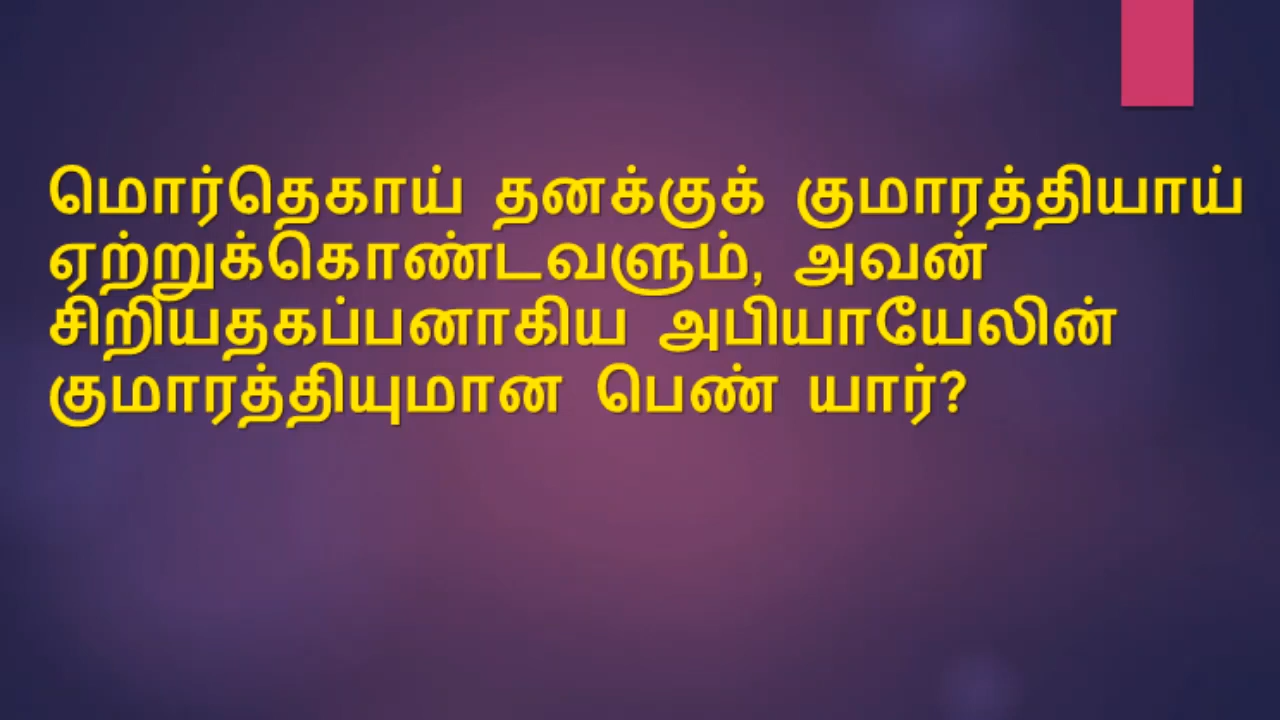 மொர்தெகாய் தனக்குக் குமாரத்தியாய்
ஏற்றுக்கொண்டவளும், அவன்
சிறியதகப்பனாகிய அபியாயேலின்
குமாரத்தியுமான பெண் யார்?